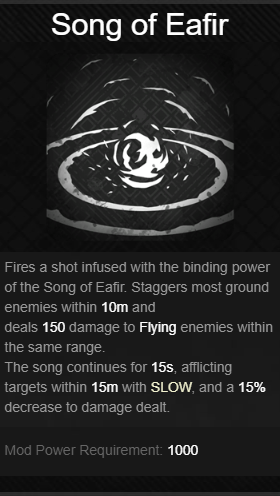 Song of Eafir
Fires a shot infused with the binding power
of the Song of Eafir. Staggers most ground
enemies within 10m and
deals 150 damage to Flying enemies within
the same range.
The song continues for 15s, afflicting
targets within 15m with SLOW, and a 15%
decrease to damage dealt.
Mod Power Requirement: 1000